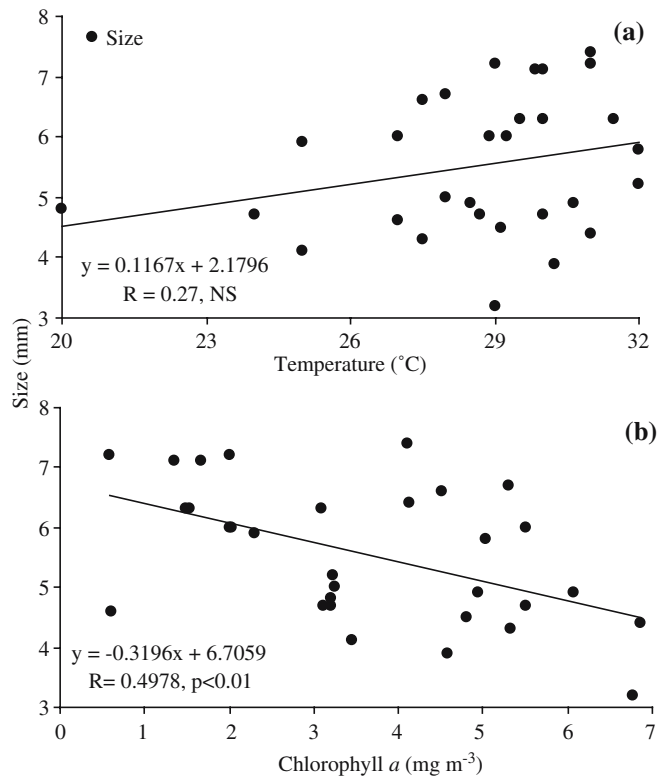 8
Size
(a)
7
6
5
4
y = 0.1167x + 2.1796
R = 0.27, NS
3
20
23
26
29
32
Temperature (˚C)
Size (mm)
8
(b)
7
6
5
4
y = -0.3196x + 6.7059
R= 0.4978, p<0.01
3
0
1
2
3
4
5
6
7
Chlorophyll a (mg m⁻³)